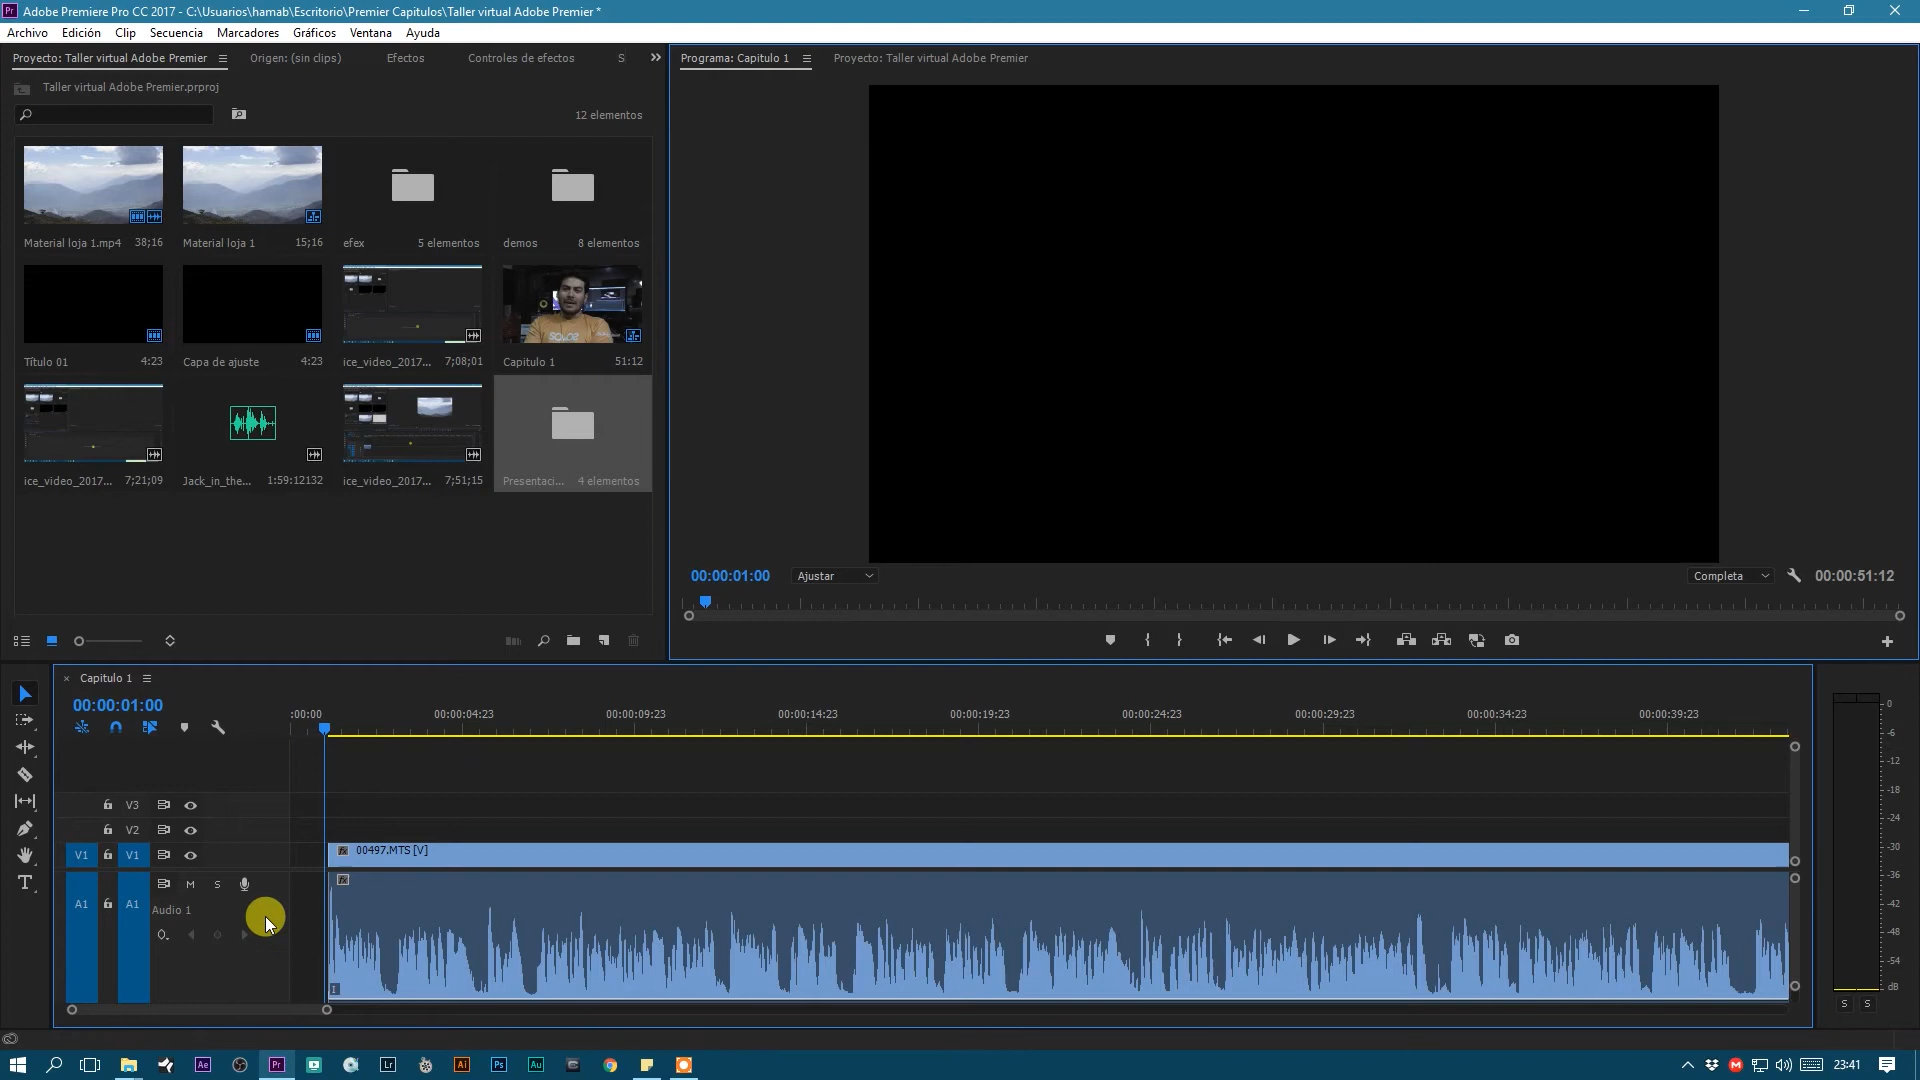 Adobe Premiere Pro CC 2017 - C:\Usuarios\hamab\Escritorio\Premier Capitulos\Taller virtual Adobe Premier *
Archivo Edición Clip Secuencia Marcadores Gráficos Ventana Ayuda
Proyecto: Taller virtual Adobe Premier Origen: (sin clips) Efectos Controles de efectos S
Programa: Capitulo 1 Proyecto: Taller virtual Adobe Premier
Taller virtual Adobe Premier.prproj
12 elementos
Material loja 1.mp4 38;16 Material loja 1 15;16 efex 5 elementos demos 8 elementos
Título 01 4:23 Capa de ajuste 4:23 ice_video_2017... 7;08;01 Capitulo 1 51:12
ice_video_2017... 7;21;09 Jack_in_the... 1:59:12132 ice_video_2017... 7;51;15 Presentaci... 4 elementos
00:00:01:00 Ajustar Completa 00:00:51:12
Capitulo 1
00:00:01:00
:00:00 00:00:04:23 00:00:09:23 00:00:14:23 00:00:19:23 00:00:24:23 00:00:29:23 00:00:34:23 00:00:39:23
V3
V2
V1 V1 00497.MTS [V]
M S
A1 A1 Audio 1
0
-6
-12
-18
-24
-30
-36
-42
-48
-54
dB
S S
Ae Pr Lr Ai Ps Au 23:41